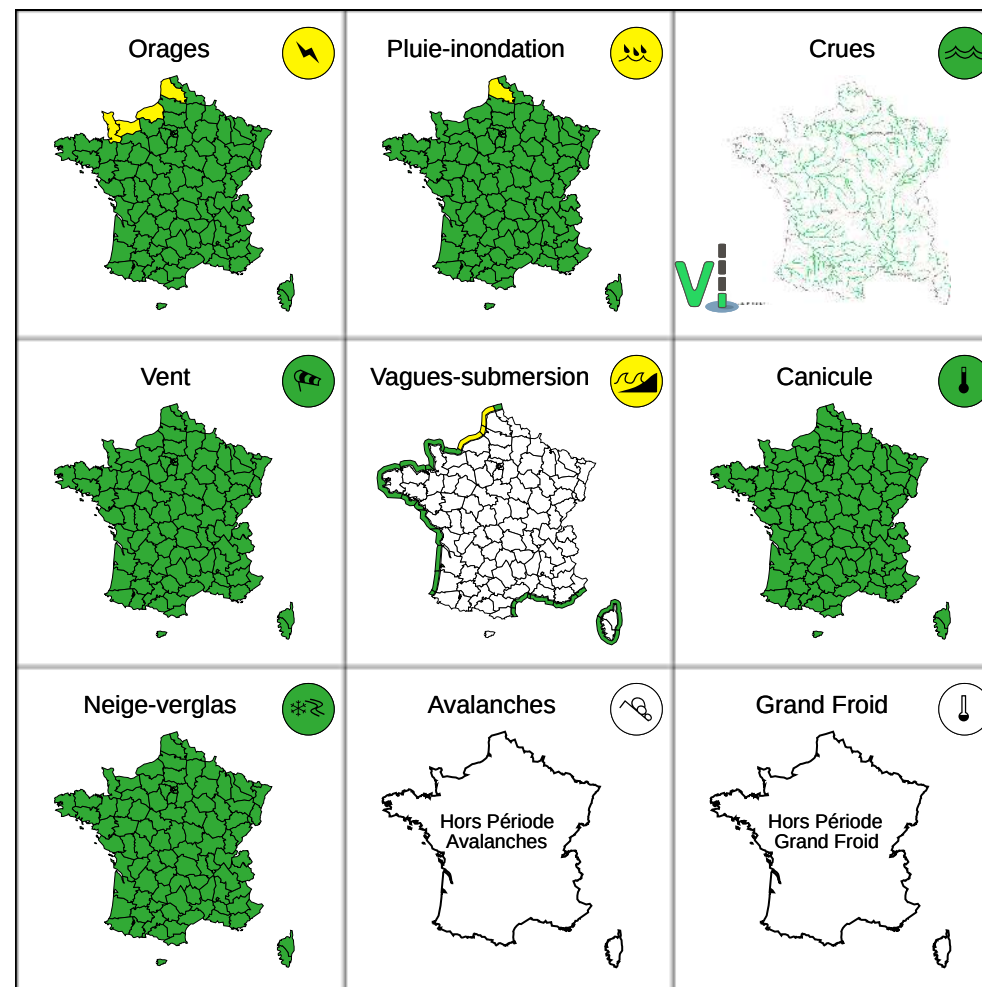 Orages
Pluie-inondation
Crues
Vi
Vent
Vagues-submersion
Canicule
Neige-verglas
Avalanches
Grand Froid
Hors Période
Avalanches
Hors Période
Grand Froid